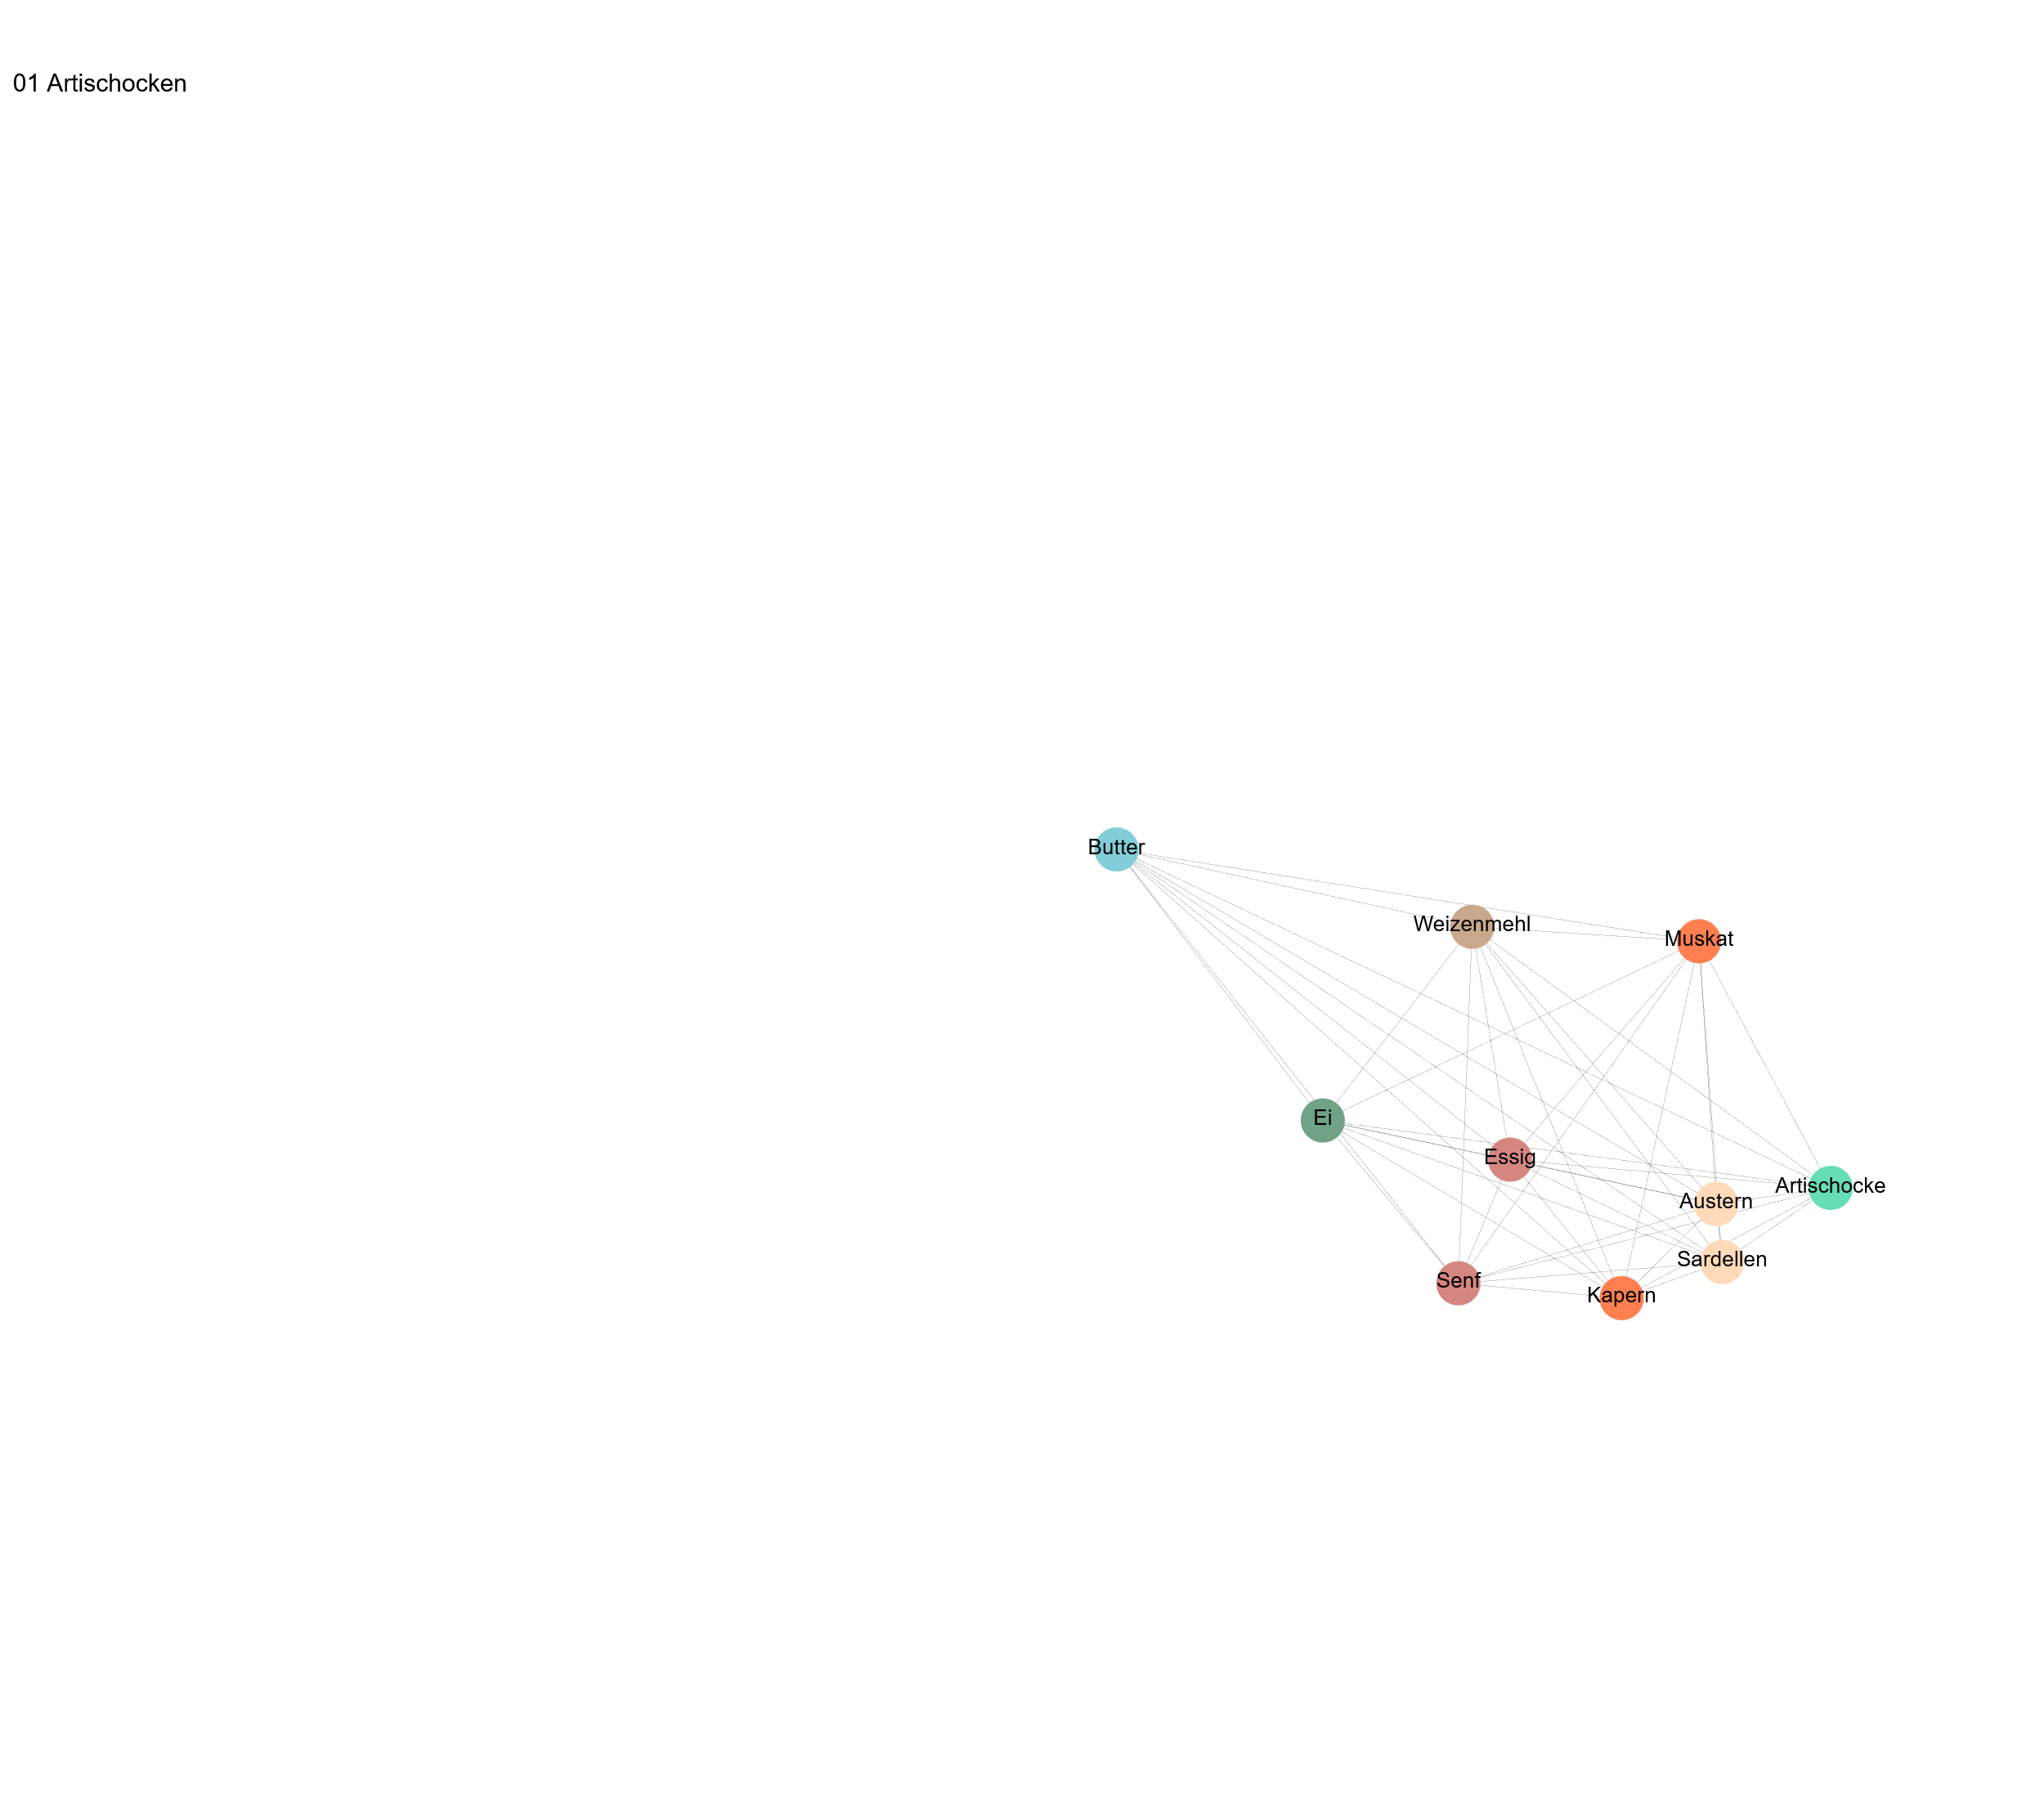 01 Artischocken
Butter
Weizenmehl
Muskat
Ei
Essig
Artischocke
Austern
Sardellen
Senf
Kapern